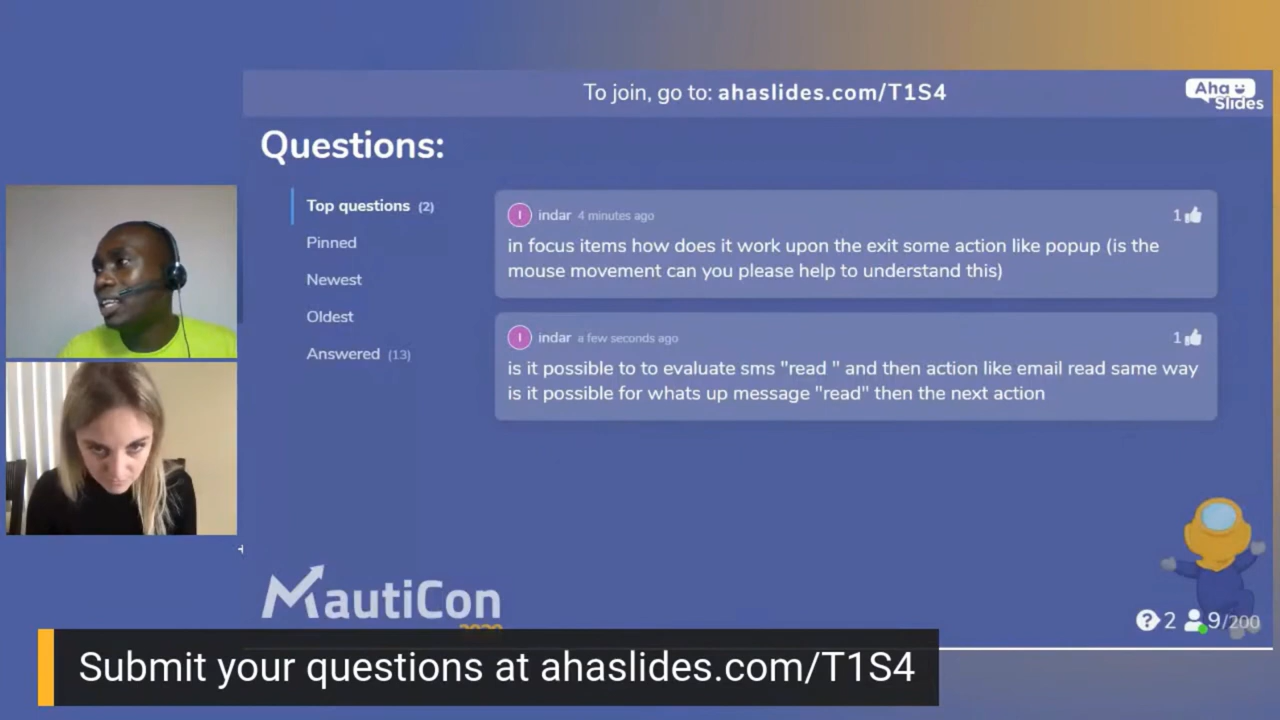 To join, go to: ahaslides.com/T1S4
Aha
Slides
Questions:
Top questions (2)
Pinned
Newest
Oldest
Answered (13)
I indar 4 minutes ago 1
in focus items how does it work upon the exit some action like popup (is the
mouse movement can you please help to understand this)
I indar a few seconds ago 1
is it possible to to evaluate sms "read " and then action like email read same way
is it possible for whats up message "read" then the next action
MautiCon
2020
? 2 9/200
Submit your questions at ahaslides.com/T1S4